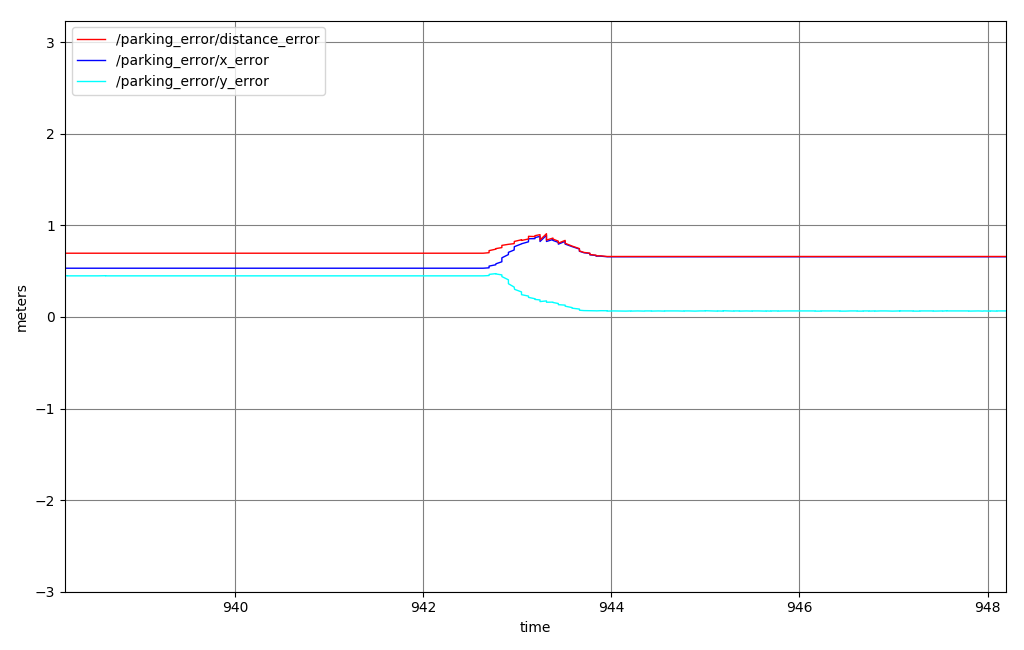 /parking_error/distance_error
/parking_error/x_error
/parking_error/y_error
3
2
1
0
−1
−2
−3
meters
940
942
944
946
948
time